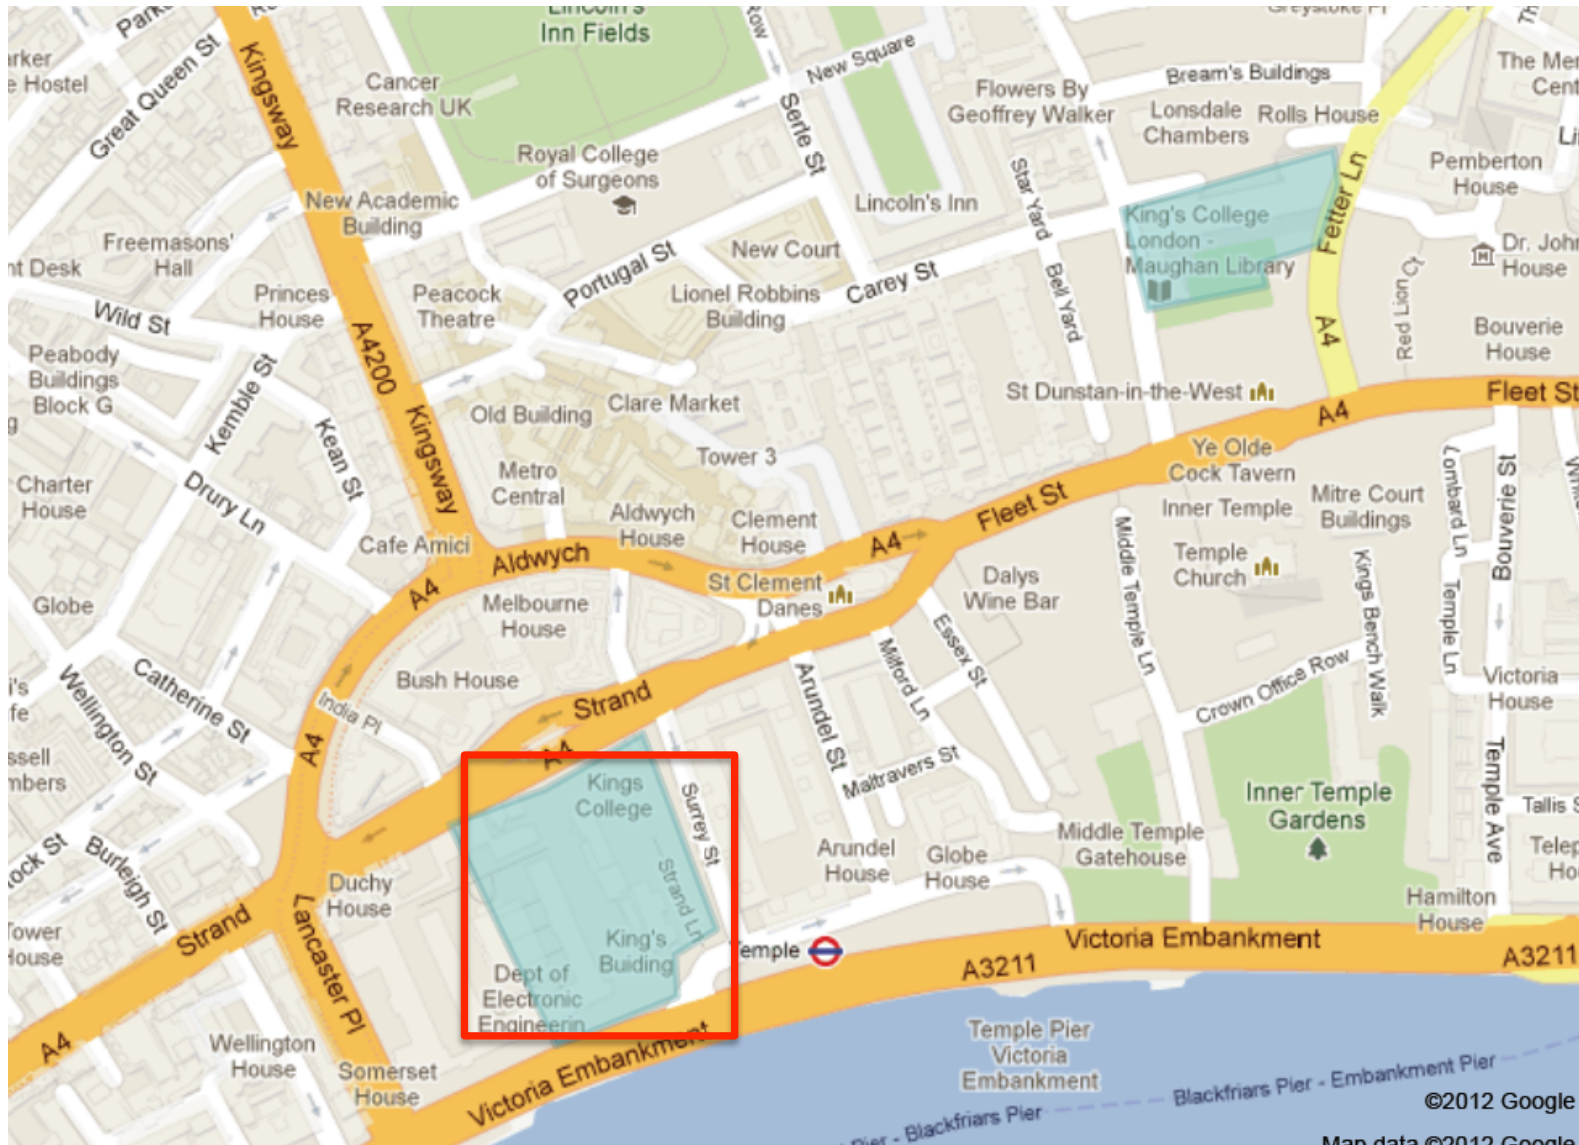 Lincoln's
Inn Fields
Greystoke Pl
Kingsway
Great Queen St
Cancer
Research UK
New Square
Serle St
Flowers By
Geoffrey Walker
Bream's Buildings
Lonsdale
Chambers
Rolls House
Fetter Ln
Pemberton
House
Royal College
of Surgeons
New Academic
Building
Lincoln's Inn
Star Yard
King's College
London -
Maughan Library
Freemasons'
Hall
Portugal St
New Court
Bell Yard
Dr. John
House
Princes
House
Peacock
Theatre
Lionel Robbins
Building
Carey St
Red Lion Ct
Wild St
A4200
A4
Bouverie
House
Peabody
Buildings
Block G
Kemble St
Kingsway
Old Building
Clare Market
St Dunstan-in-the-West
A4
Fleet St
Kean St
Tower 3
Ye Olde
Cock Tavern
Metro
Central
Charter
House
Drury Ln
Aldwych
House
Clement
House
Fleet St
Inner Temple
Mitre Court
Buildings
Lombard Ln
Bouverie St
Cafe Amici
Aldwych
A4
Middle Temple Ln
Temple
Church
Kings Bench Walk
Temple Ln
A4
Globe
Melbourne
House
St Clement
Danes
Dalys
Wine Bar
Essex St
Milford Ln
Catherine St
Wellington St
Bush House
India Pl
Strand
Arundel St
Crown Office Row
Victoria
House
A4
A4
Maltravers St
Temple Ave
Kings
College
Surrey St
Inner Temple
Gardens
Tallis S
Burleigh St
Duchy
House
Strand Ln
Arundel
House
Globe
House
Middle Temple
Gatehouse
Hamilton
House
Strand
Lancaster Pl
King's
Buiding
Temple
Victoria Embankment
A3211
A3211
Dept of
Electronic
Engineerin
A4
Wellington
House
Somerset
House
Victoria Embankment
Temple Pier
Victoria
Embankment
Blackfriars Pier - Embankment Pier
Pier - Blackfriars Pier
©2012 Google
Map data ©2012 Google